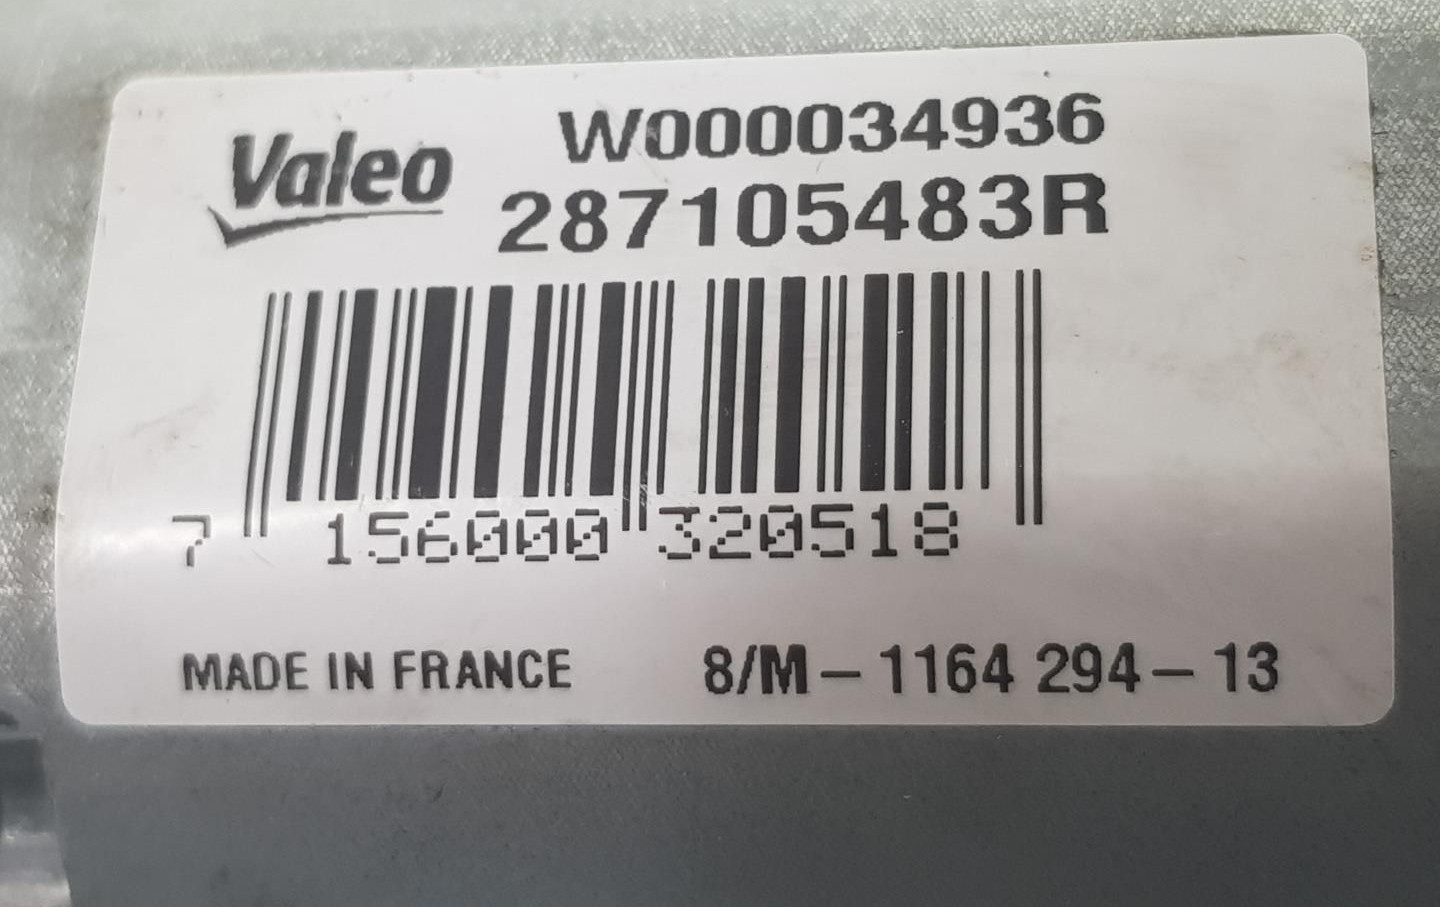 Valeo W000034936
287105483R
7 156000 320518
MADE IN FRANCE 8/M-1164 294-13